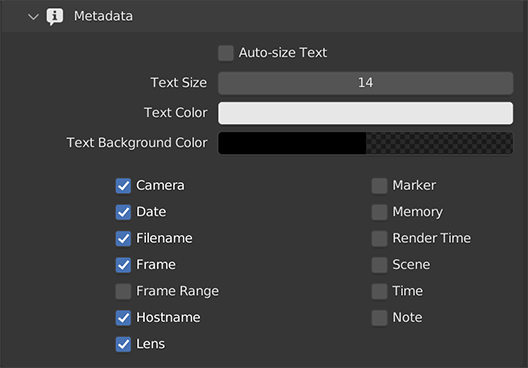 Metadata
Auto-size Text
Text Size 14
Text Color
Text Background Color
Camera Marker
Date Memory
Filename Render Time
Frame Scene
Frame Range Time
Hostname Note
Lens